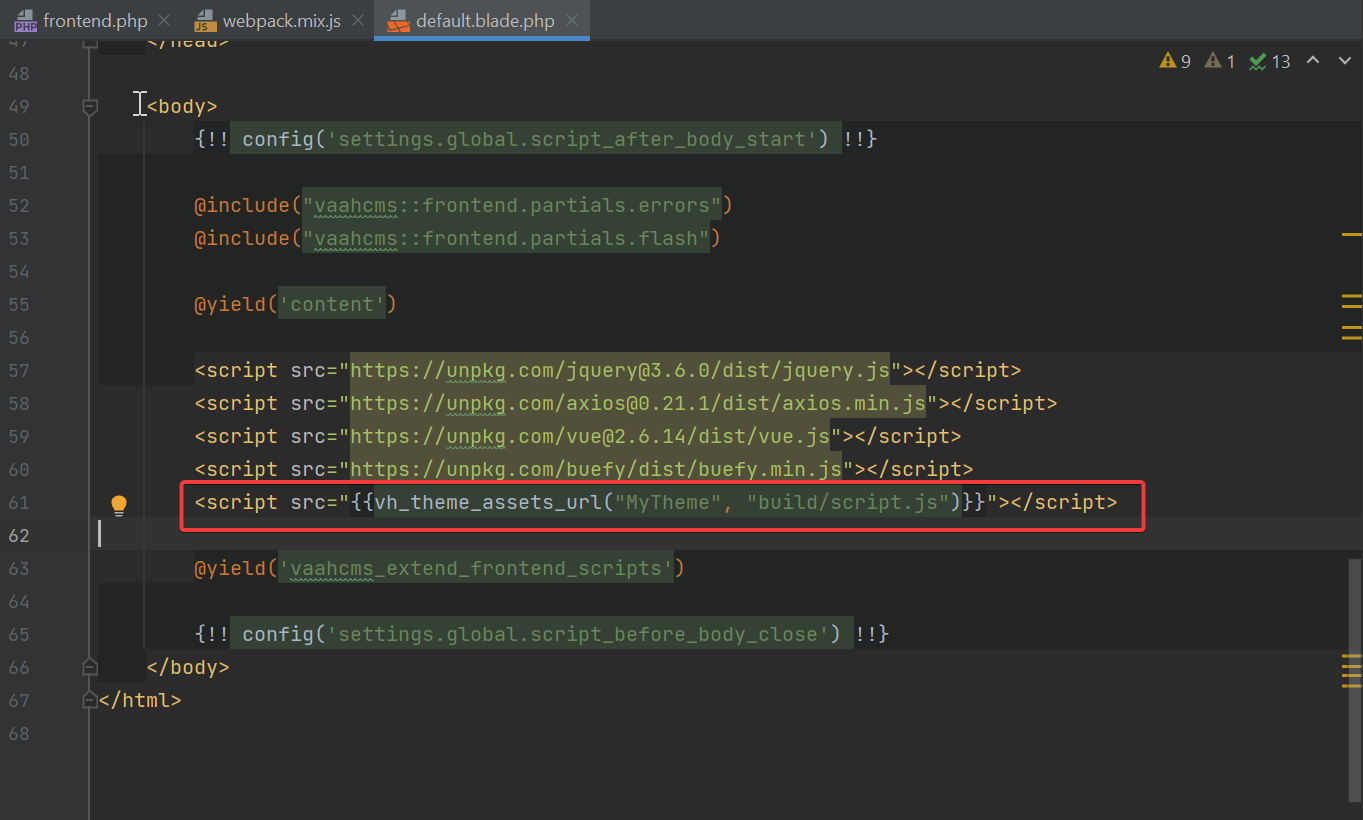 frontend.php webpack.mix.js default.blade.php
47 </head>
9 1 13
48
49 <body>
50 {!! config('settings.global.script_after_body_start') !!}
51
52 @include("vaahcms::frontend.partials.errors")
53 @include("vaahcms::frontend.partials.flash")
54
55 @yield('content')
56
57 <script src="https://unpkg.com/jquery@3.6.0/dist/jquery.js"></script>
58 <script src="https://unpkg.com/axios@0.21.1/dist/axios.min.js"></script>
59 <script src="https://unpkg.com/vue@2.6.14/dist/vue.js"></script>
60 <script src="https://unpkg.com/buefy/dist/buefy.min.js"></script>
61 <script src="{{vh_theme_assets_url("MyTheme", "build/script.js")}}"></script>
62
63 @yield('vaahcms_extend_frontend_scripts')
64
65 {!! config('settings.global.script_before_body_close') !!}
66 </body>
67 </html>
68